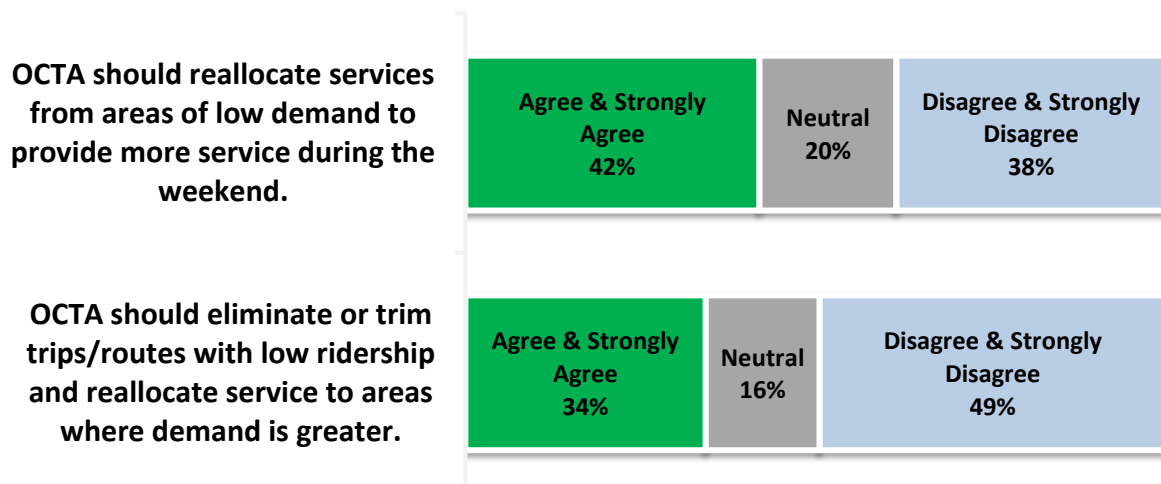 OCTA should reallocate services
from areas of low demand to
provide more service during the
weekend.
Agree & Strongly
Agree
42%
Neutral
20%
Disagree & Strongly
Disagree
38%
OCTA should eliminate or trim
trips/routes with low ridership
and reallocate service to areas
where demand is greater.
Agree & Strongly
Agree
34%
Neutral
16%
Disagree & Strongly
Disagree
49%